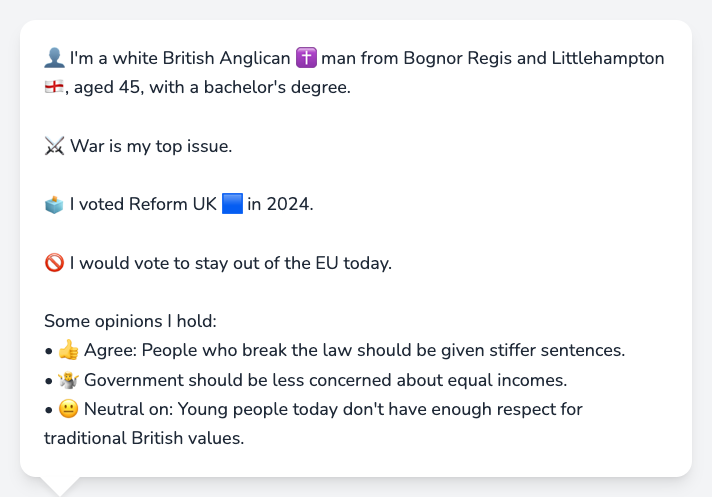 👤 I'm a white British Anglican ✝️ man from Bognor Regis and Littlehampton
🏴󠁧󠁢󠁥󠁮󠁧󠁿, aged 45, with a bachelor's degree.
⚔️ War is my top issue.
🗳️ I voted Reform UK 🟦 in 2024.
🚫 I would vote to stay out of the EU today.
Some opinions I hold:
• 👍 Agree: People who break the law should be given stiffer sentences.
• 🤷 Government should be less concerned about equal incomes.
• 😐 Neutral on: Young people today don't have enough respect for
traditional British values.